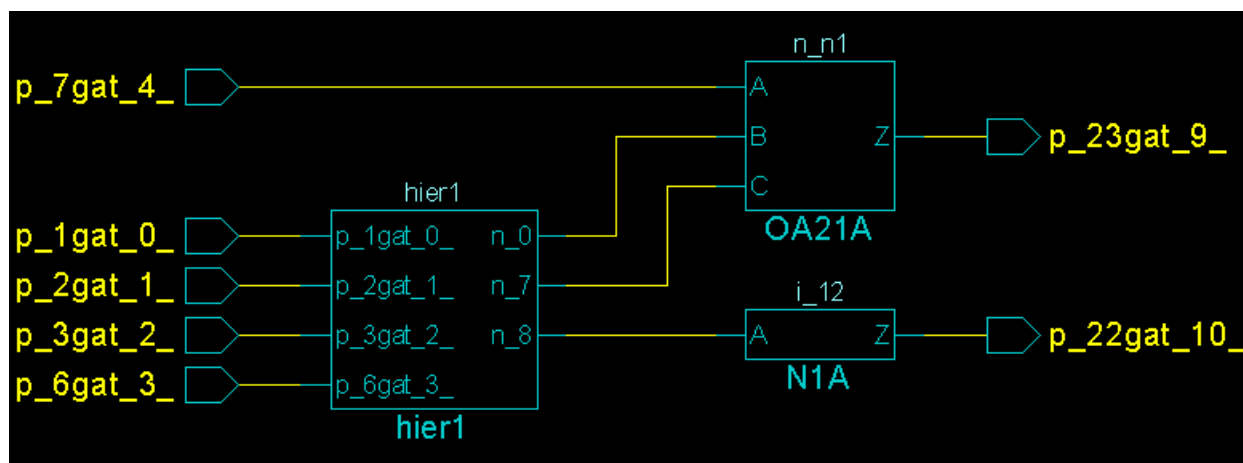 n_n1
p_7gat_4_
A
B
Z
p_23gat_9_
C
OA21A
hier1
p_1gat_0_
p_1gat_0_ n_0
p_2gat_1_
p_2gat_1_ n_7
p_3gat_2_
p_3gat_2_ n_8
p_6gat_3_
p_6gat_3_
hier1
i_12
A Z
p_22gat_10_
N1A